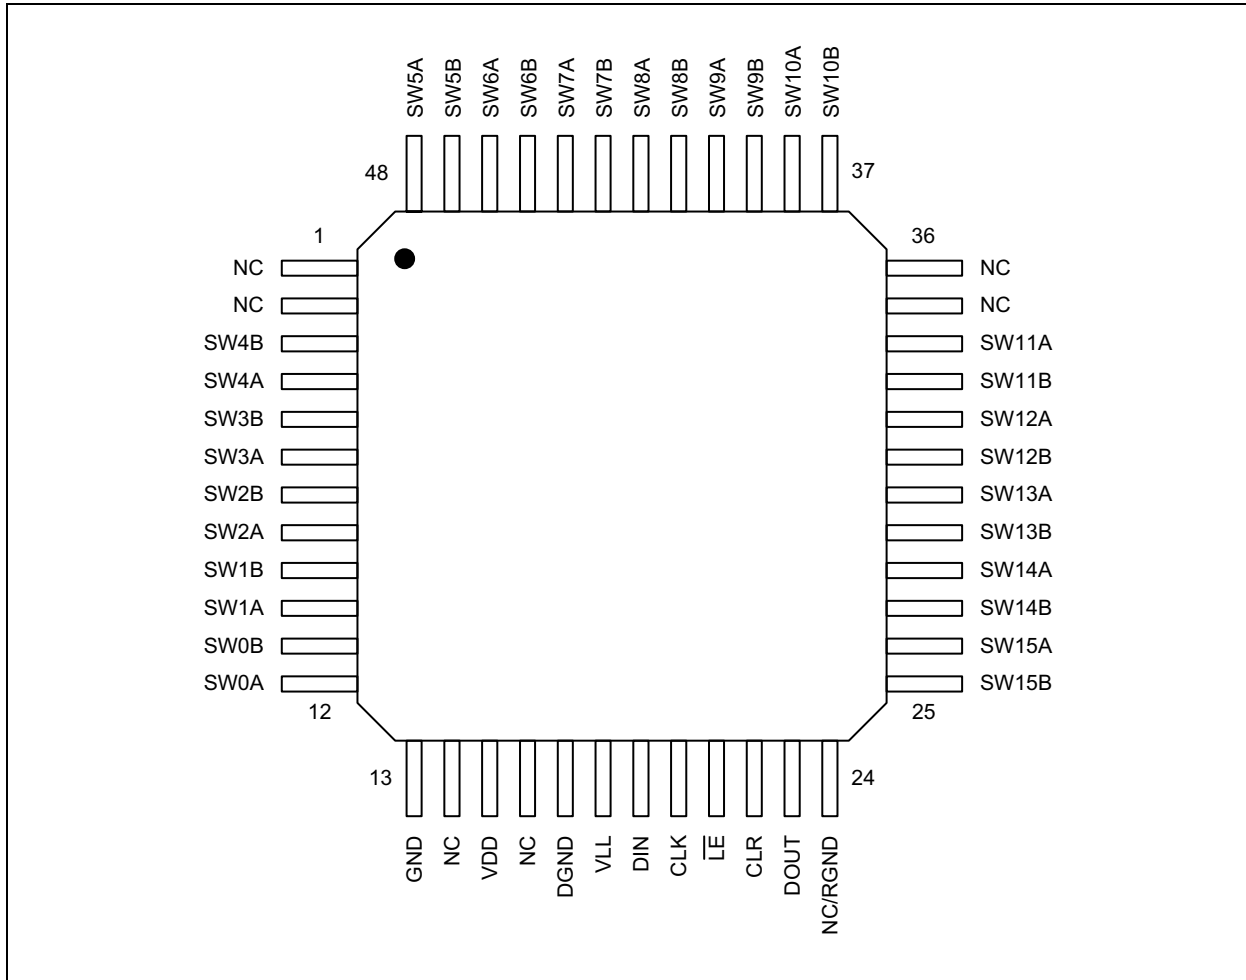 SW5A
SW5B
SW6A
SW6B
SW7A
SW7B
SW8A
SW8B
SW9A
SW9B
SW10A
SW10B
48
37
1
36
NC
NC
NC
NC
SW4B
SW11A
SW4A
SW11B
SW3B
SW12A
SW3A
SW12B
SW2B
SW13A
SW2A
SW13B
SW1B
SW14A
SW1A
SW14B
SW0B
SW15A
SW0A
SW15B
12
25
13
24
GND
NC
VDD
NC
DGND
VLL
DIN
CLK
L̅E̅
CLR
DOUT
NC/RGND